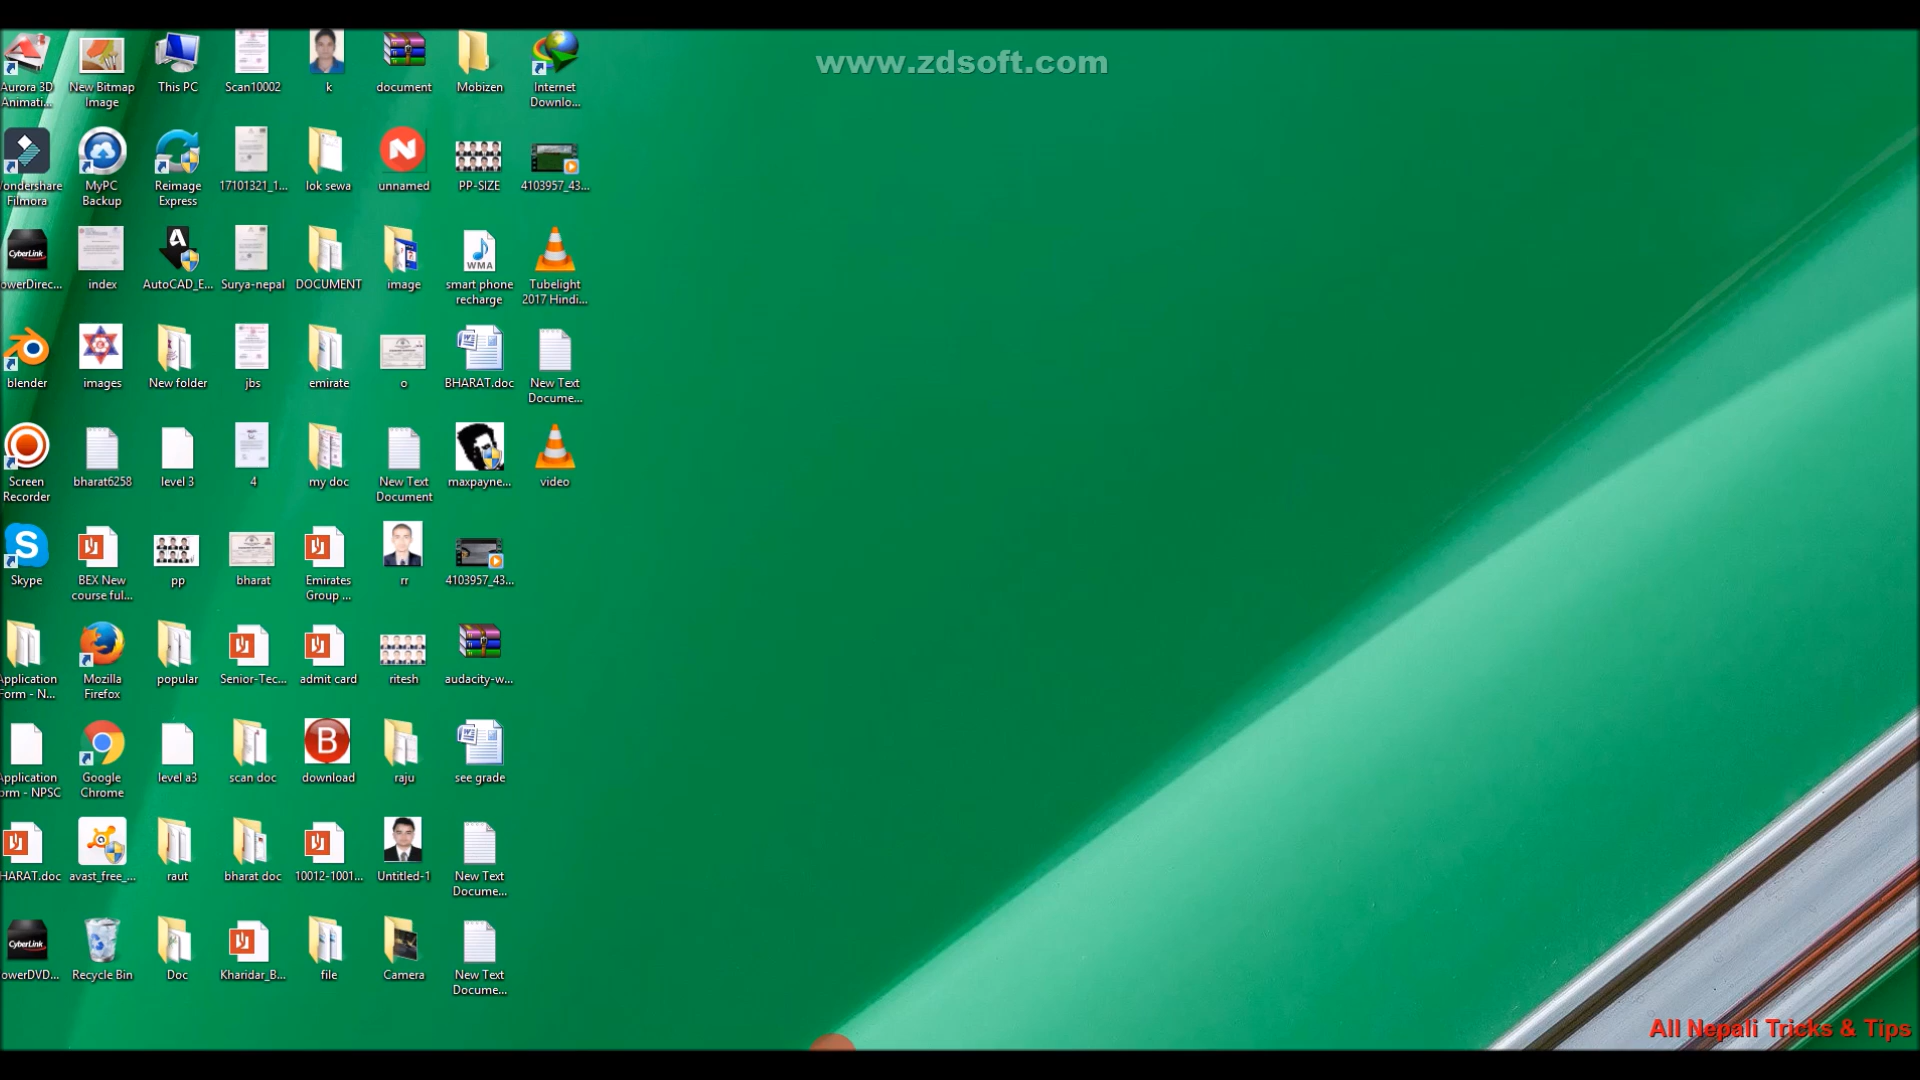 www.zdsoft.com
Aurora 3D
Animati...
New Bitmap
Image
This PC
Scan10002
k
document
Mobizen
Internet
Downlo...
ondershare
Filmora
MyPC
Backup
Reimage
Express
17101321_1...
lok sewa
N
unnamed
PP-SIZE
4103957_43...
CyberLink
owerDirec...
index
A
AutoCAD_E...
Surya-nepal
DOCUMENT
image
WMA
smart phone
recharge
Tubelight
2017 Hindi...
blender
images
New folder
jbs
emirate
o
BHARAT.doc
New Text
Docume...
Screen
Recorder
bharat6258
level 3
4
my doc
New Text
Document
maxpayne...
video
S
Skype
BEX New
course ful...
pp
bharat
Emirates
Group ...
rr
4103957_43...
Application
Form - N...
Mozilla
Firefox
popular
Senior-Tec...
admit card
ritesh
audacity-w...
Application
orm - NPSC
Google
Chrome
level a3
scan doc
B
download
raju
see grade
HARAT.doc
avast_free_...
raut
bharat doc
10012-1001...
Untitled-1
New Text
Docume...
CyberLink
owerDVD...
Recycle Bin
Doc
Kharidar_B...
file
Camera
New Text
Docume...
All Nepali Tricks & Tips